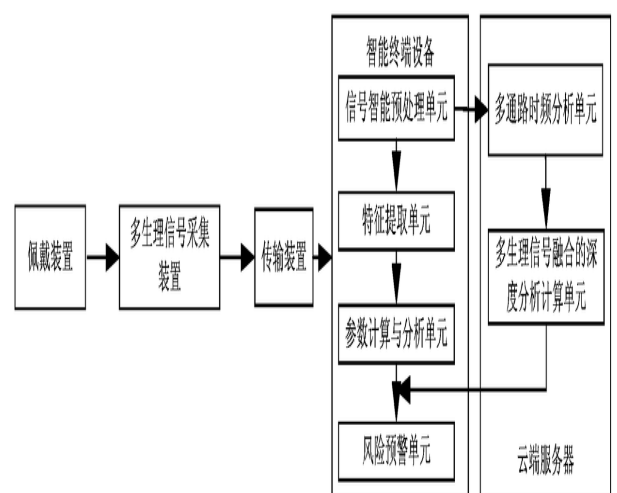 佩戴装置
多生理信号采集
装置
传输装置
智能终端设备
信号智能预处理单元
特征提取单元
参数计算与分析单元
风险预警单元
多通路时频分析单元
多生理信号融合的深
度分析计算单元
云端服务器